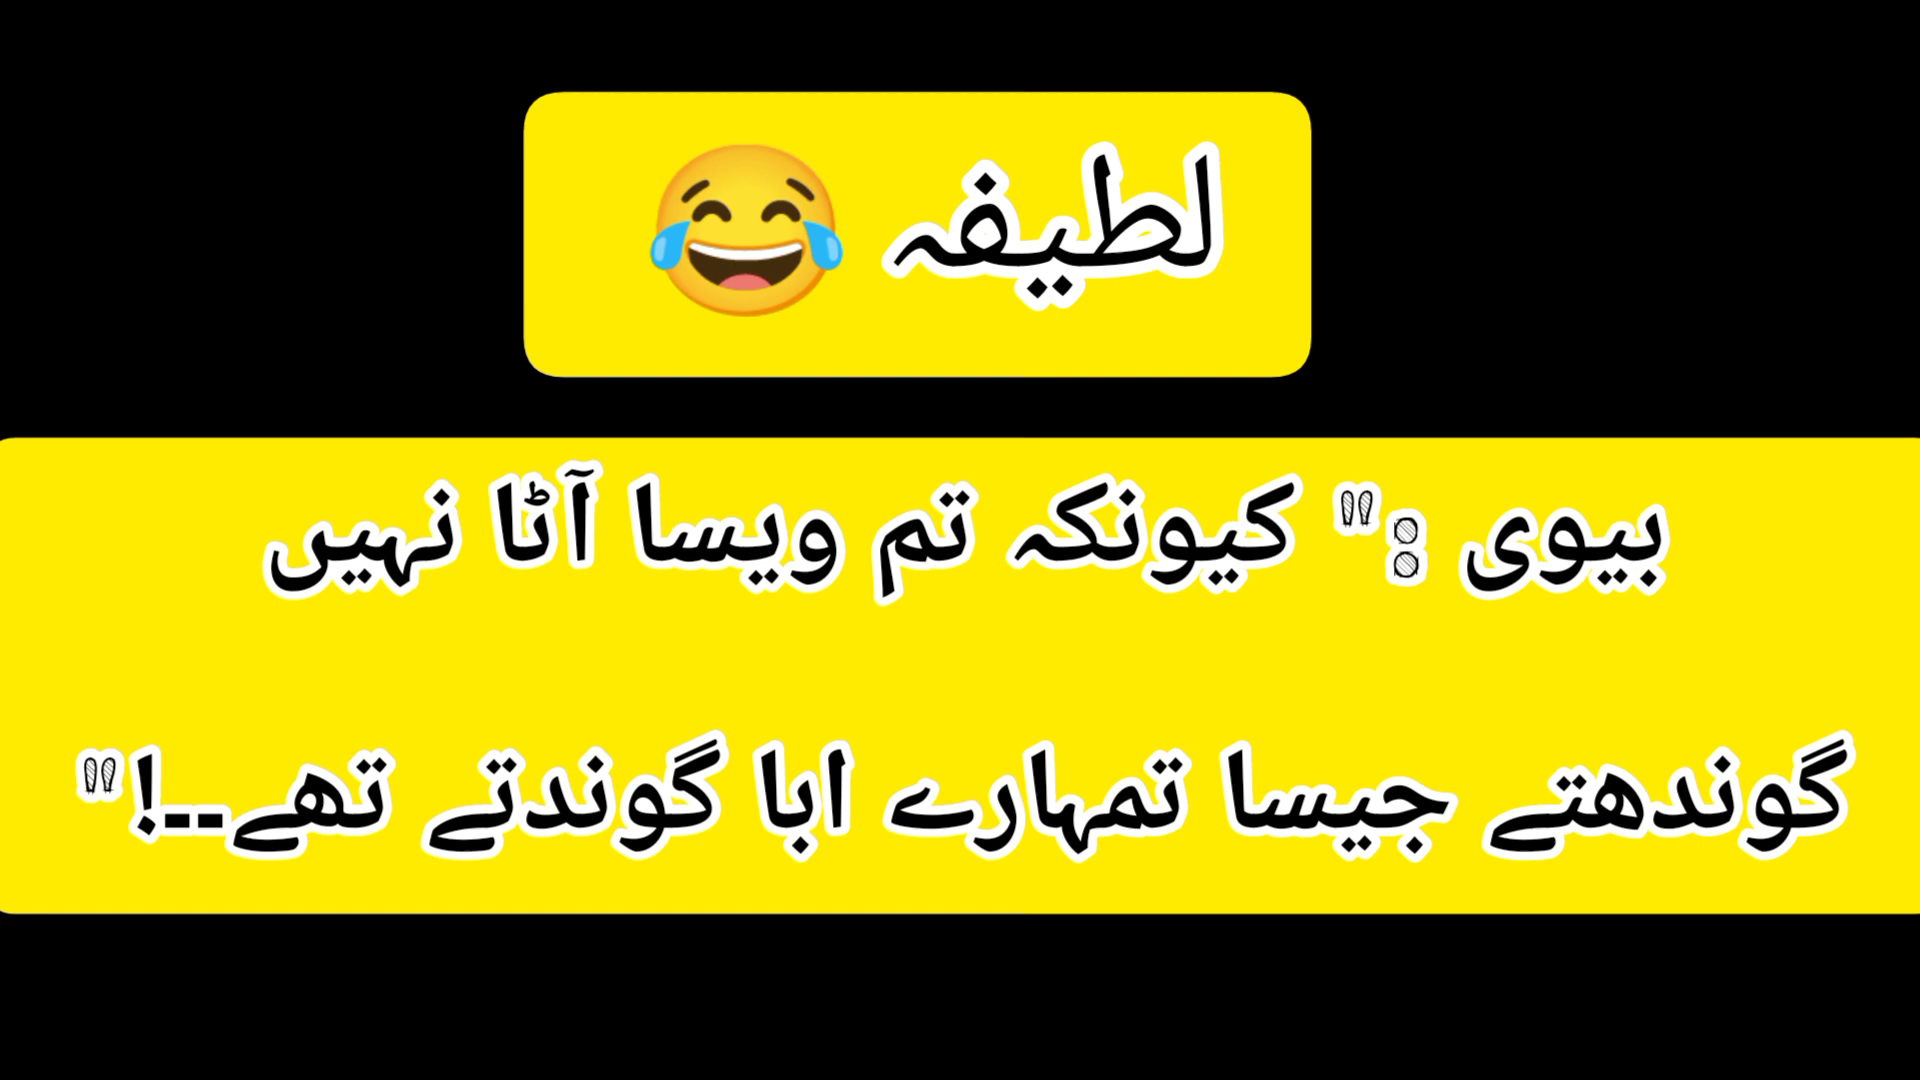 لطیفہ 😂
بیوی :" کیونکہ تم ویسا آٹا نہیں
گوندھتے جیسا تمہارے ابا گوندتے تھے--!"